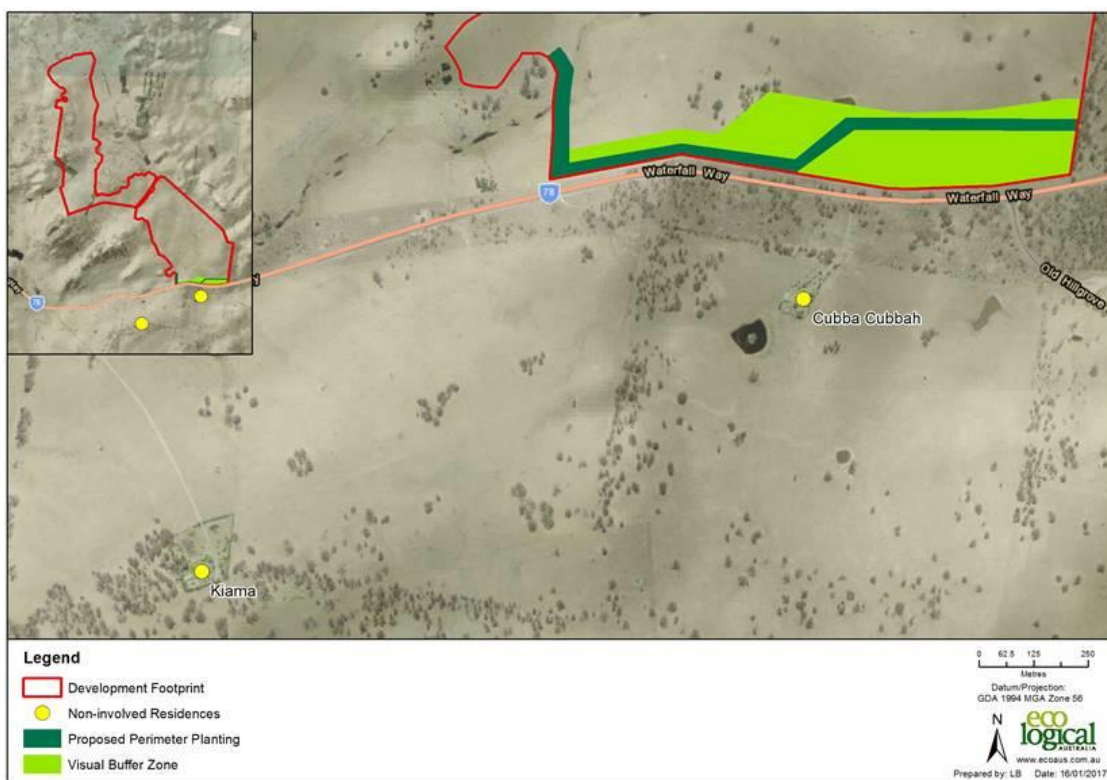 78
Waterfall Way
Waterfall Way
78
Old Hillgrove
Cubba Cubbah
Kiama
Legend
Development Footprint
Non-involved Residences
Proposed Perimeter Planting
Visual Buffer Zone
0 62.5 125 250
Metres
Datum/Projection:
GDA 1994 MGA Zone 56
N
eco
logical
AUSTRALIA
www.ecoaus.com.au
Prepared by: LB Date: 16/01/2017